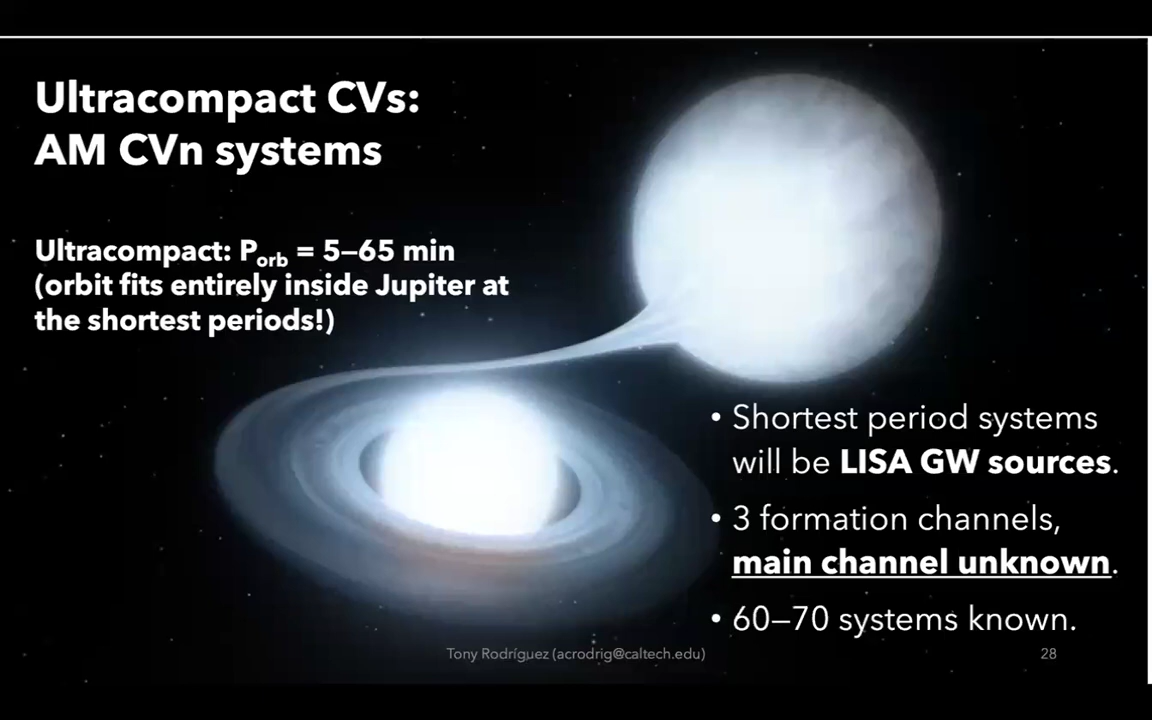 Ultracompact CVs:
AM CVn systems
Ultracompact: Porb = 5–65 min
(orbit fits entirely inside Jupiter at
the shortest periods!)
• Shortest period systems
will be LISA GW sources.
• 3 formation channels,
main channel unknown.
• 60–70 systems known.
Tony Rodríguez (acrodrig@caltech.edu)
28